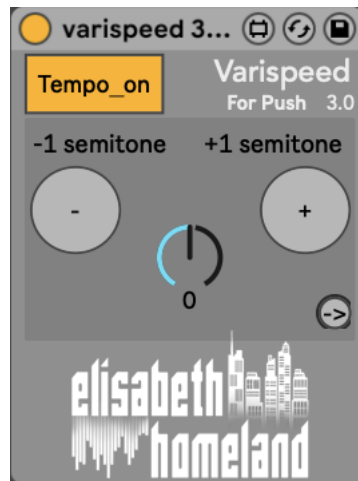 varispeed 3...
Tempo_on
Varispeed
For Push 3.0
-1 semitone +1 semitone
- +
0
->
elisabeth
homeland